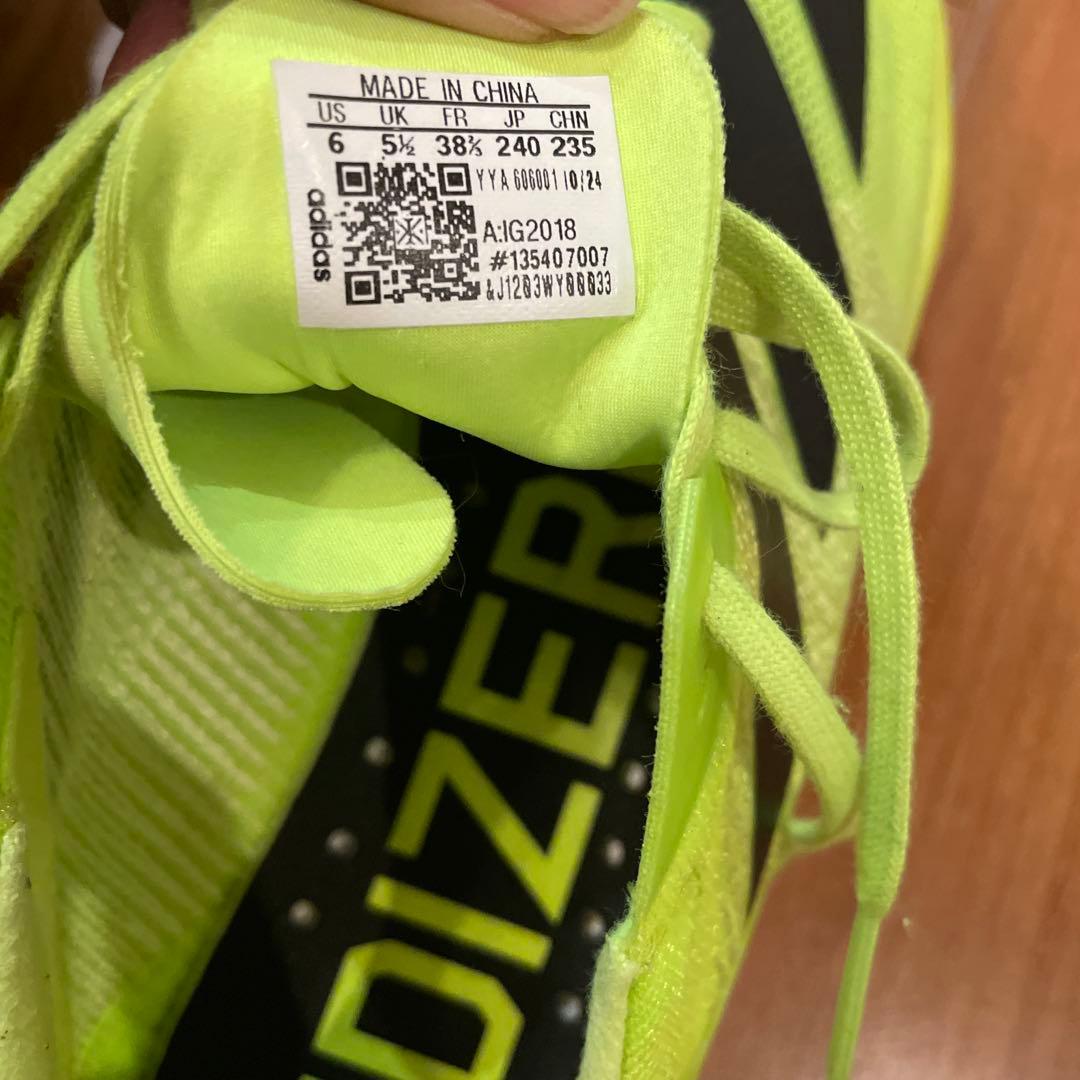 MADE IN CHINA
US UK FR JP CHN
6 5½ 38⅔ 240 235
YYA 606001 10/24
adidas
A:IG2018
#135407007
&J1203WY00033
DIZER